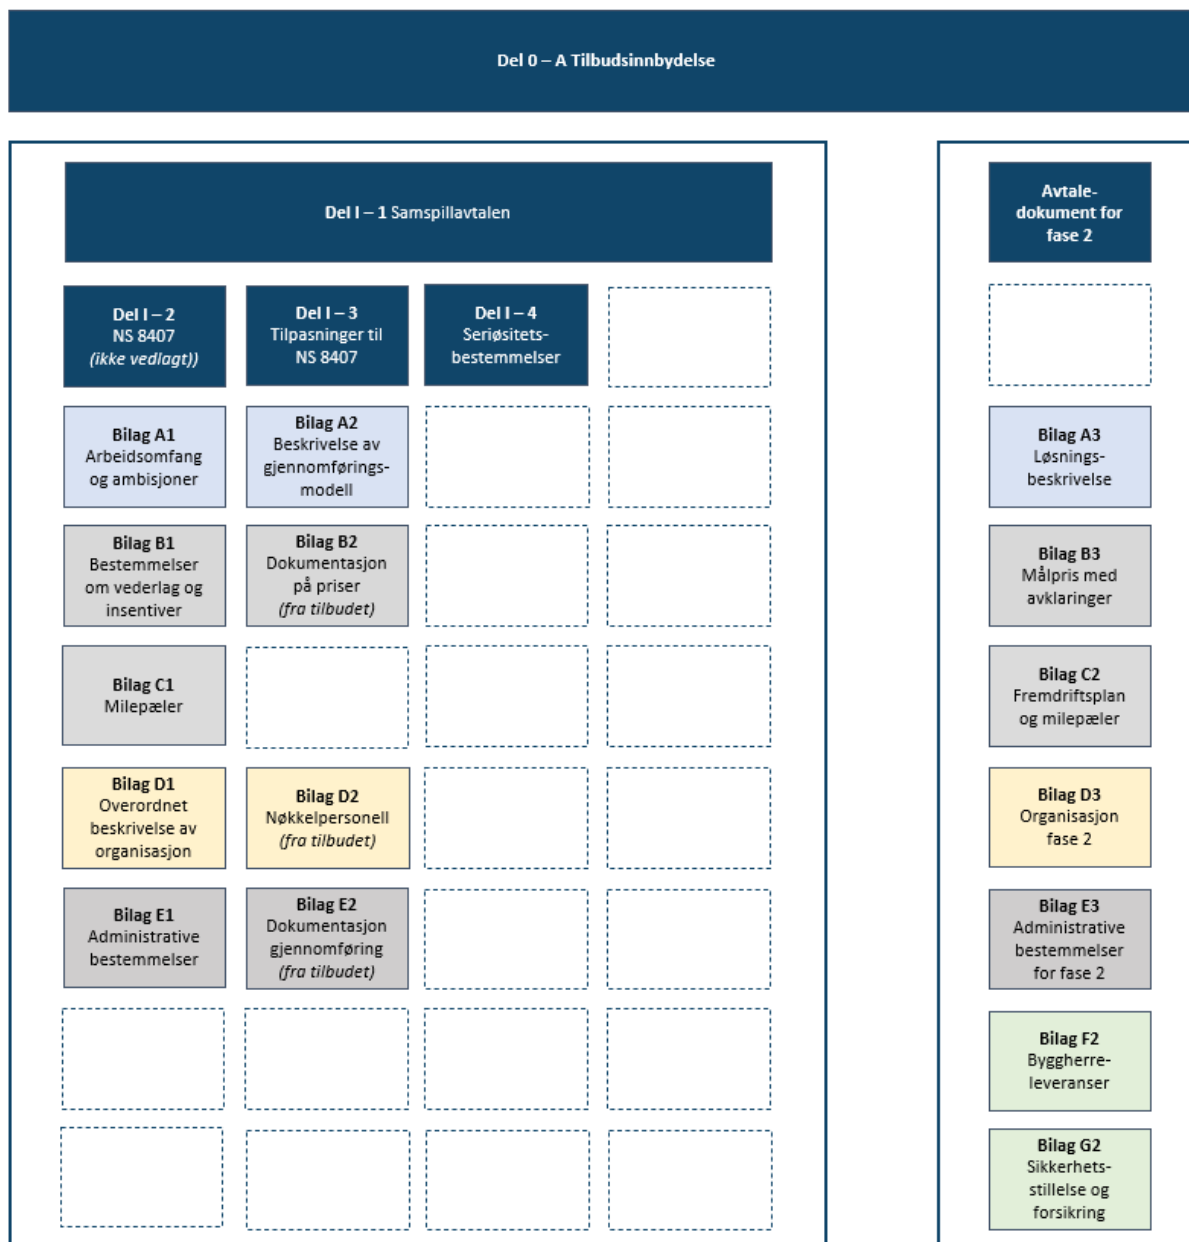 Del 0 – A Tilbudsinnbydelse
Del I – 1 Samspillavtalen
Avtale-
dokument for
fase 2
Del I – 2
NS 8407
(ikke vedlagt))
Del I – 3
Tilpasninger til
NS 8407
Del I – 4
Seriøsitets-
bestemmelser
Bilag A1
Arbeidsomfang
og ambisjoner
Bilag A2
Beskrivelse av
gjennomførings-
modell
Bilag A3
Løsnings-
beskrivelse
Bilag B1
Bestemmelser
om vederlag og
insentiver
Bilag B2
Dokumentasjon
på priser
(fra tilbudet)
Bilag B3
Målpris med
avklaringer
Bilag C1
Milepæler
Bilag C2
Fremdriftsplan
og milepæler
Bilag D1
Overordnet
beskrivelse av
organisasjon
Bilag D2
Nøkkelpersonell
(fra tilbudet)
Bilag D3
Organisasjon
fase 2
Bilag E1
Administrative
bestemmelser
Bilag E2
Dokumentasjon
gjennomføring
(fra tilbudet)
Bilag E3
Administrative
bestemmelser
for fase 2
Bilag F2
Byggherre-
leveranser
Bilag G2
Sikkerhets-
stillelse og
forsikring